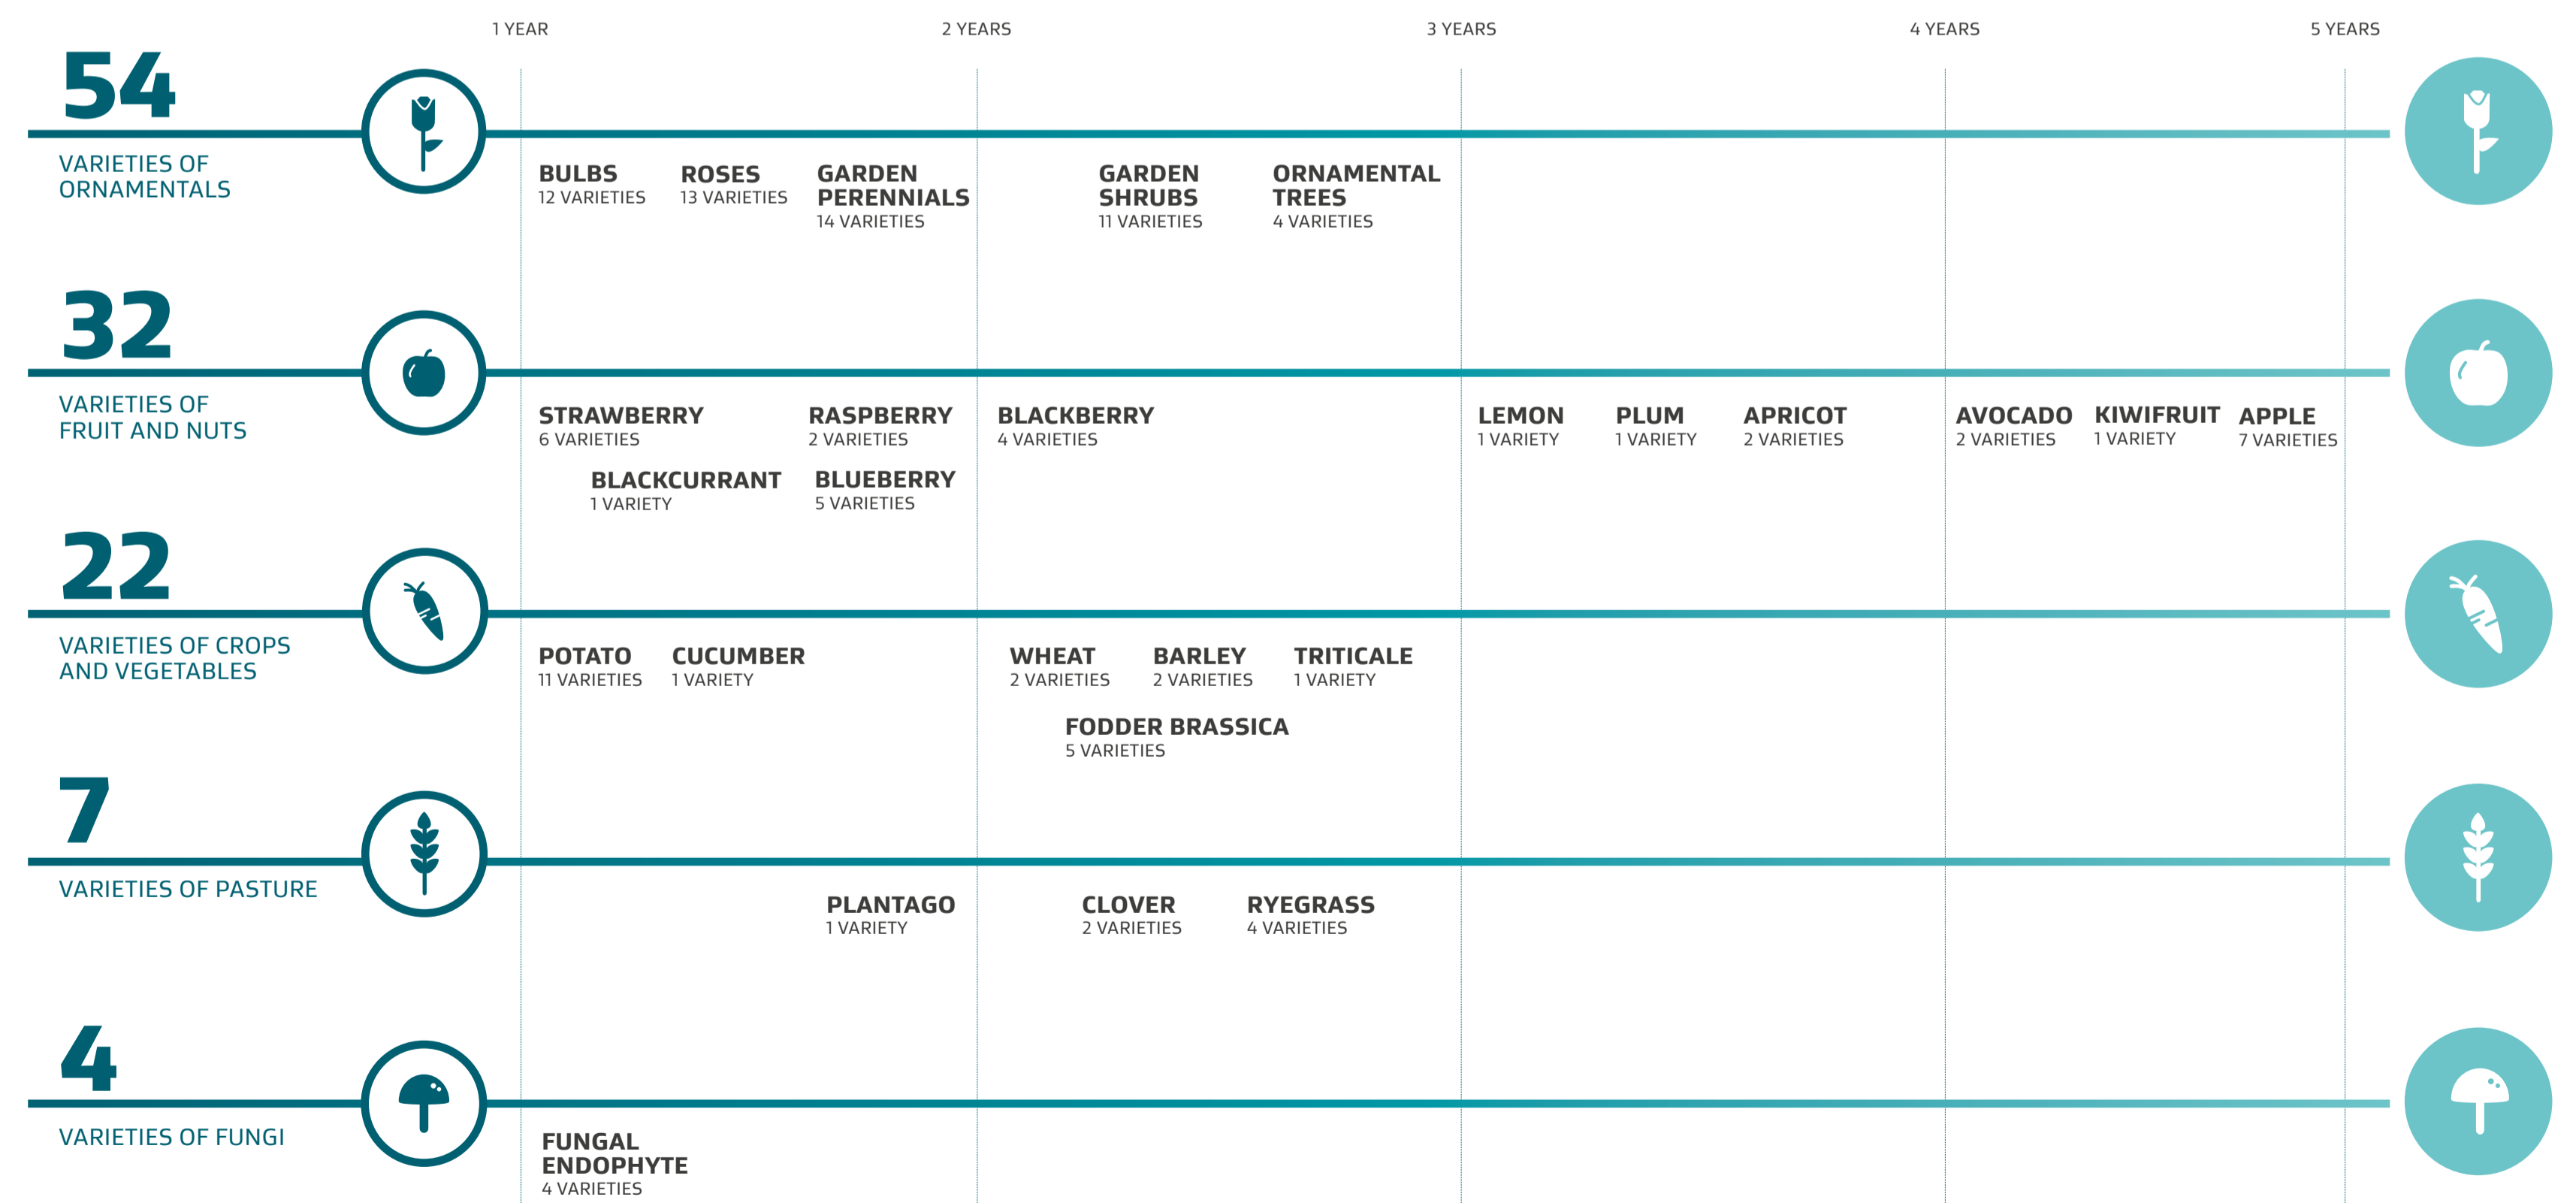 1 YEAR
2 YEARS
3 YEARS
4 YEARS
5 YEARS
54
VARIETIES OF
ORNAMENTALS
BULBS
12 VARIETIES
ROSES
13 VARIETIES
GARDEN
PERENNIALS
14 VARIETIES
GARDEN
SHRUBS
11 VARIETIES
ORNAMENTAL
TREES
4 VARIETIES
32
VARIETIES OF
FRUIT AND NUTS
STRAWBERRY
6 VARIETIES
BLACKCURRANT
1 VARIETY
RASPBERRY
2 VARIETIES
BLUEBERRY
5 VARIETIES
BLACKBERRY
4 VARIETIES
LEMON
1 VARIETY
PLUM
1 VARIETY
APRICOT
2 VARIETIES
AVOCADO
2 VARIETIES
KIWIFRUIT
1 VARIETY
APPLE
7 VARIETIES
22
VARIETIES OF CROPS
AND VEGETABLES
POTATO
11 VARIETIES
CUCUMBER
1 VARIETY
WHEAT
2 VARIETIES
BARLEY
2 VARIETIES
TRITICALE
1 VARIETY
FODDER BRASSICA
5 VARIETIES
7
VARIETIES OF PASTURE
PLANTAGO
1 VARIETY
CLOVER
2 VARIETIES
RYEGRASS
4 VARIETIES
4
VARIETIES OF FUNGI
FUNGAL
ENDOPHYTE
4 VARIETIES